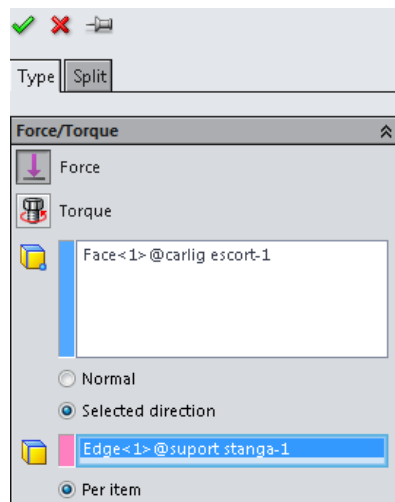 Type Split
Force/Torque
Force
Torque
Face<1>@carlig escort-1
Normal
Selected direction
Edge<1>@suport stanga-1
Per item